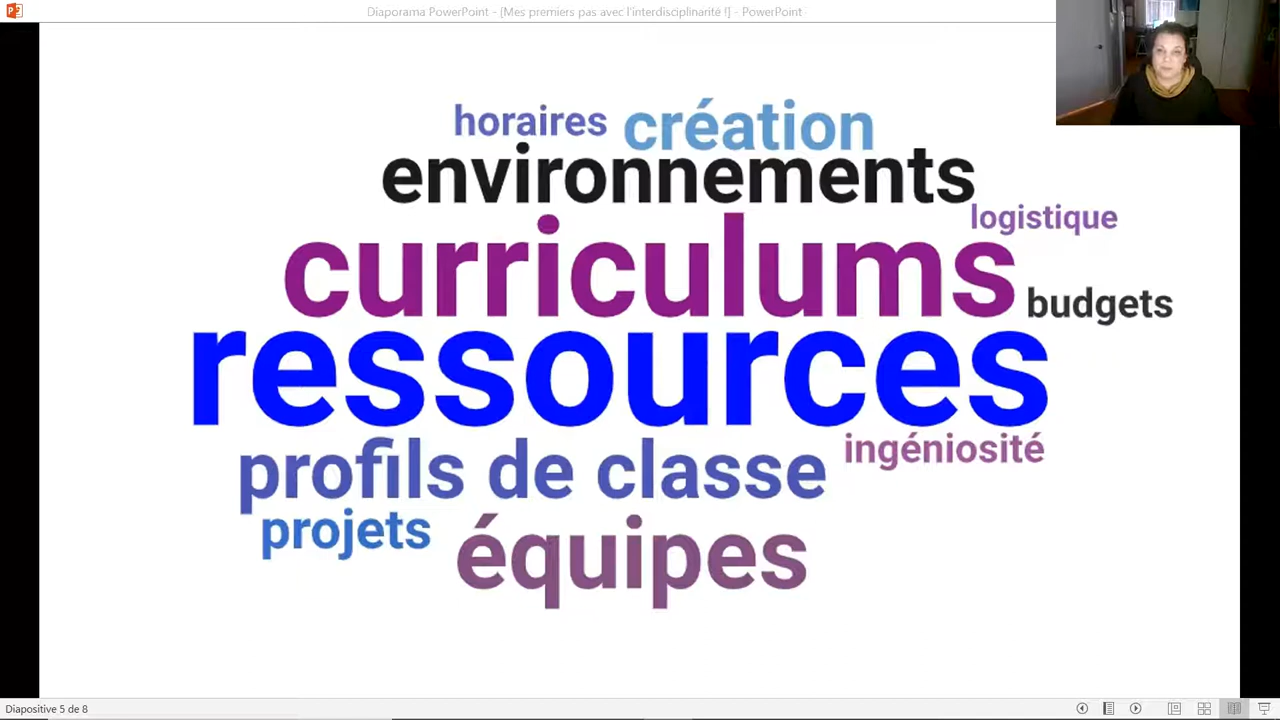 Diaporama PowerPoint - [Mes premiers pas avec l'interdisciplinarité !] - PowerPoint
horaires création
environnements
logistique
curriculums
budgets
ressources
ingéniosité
profils de classe
projets
équipes
Diapositive 5 de 8